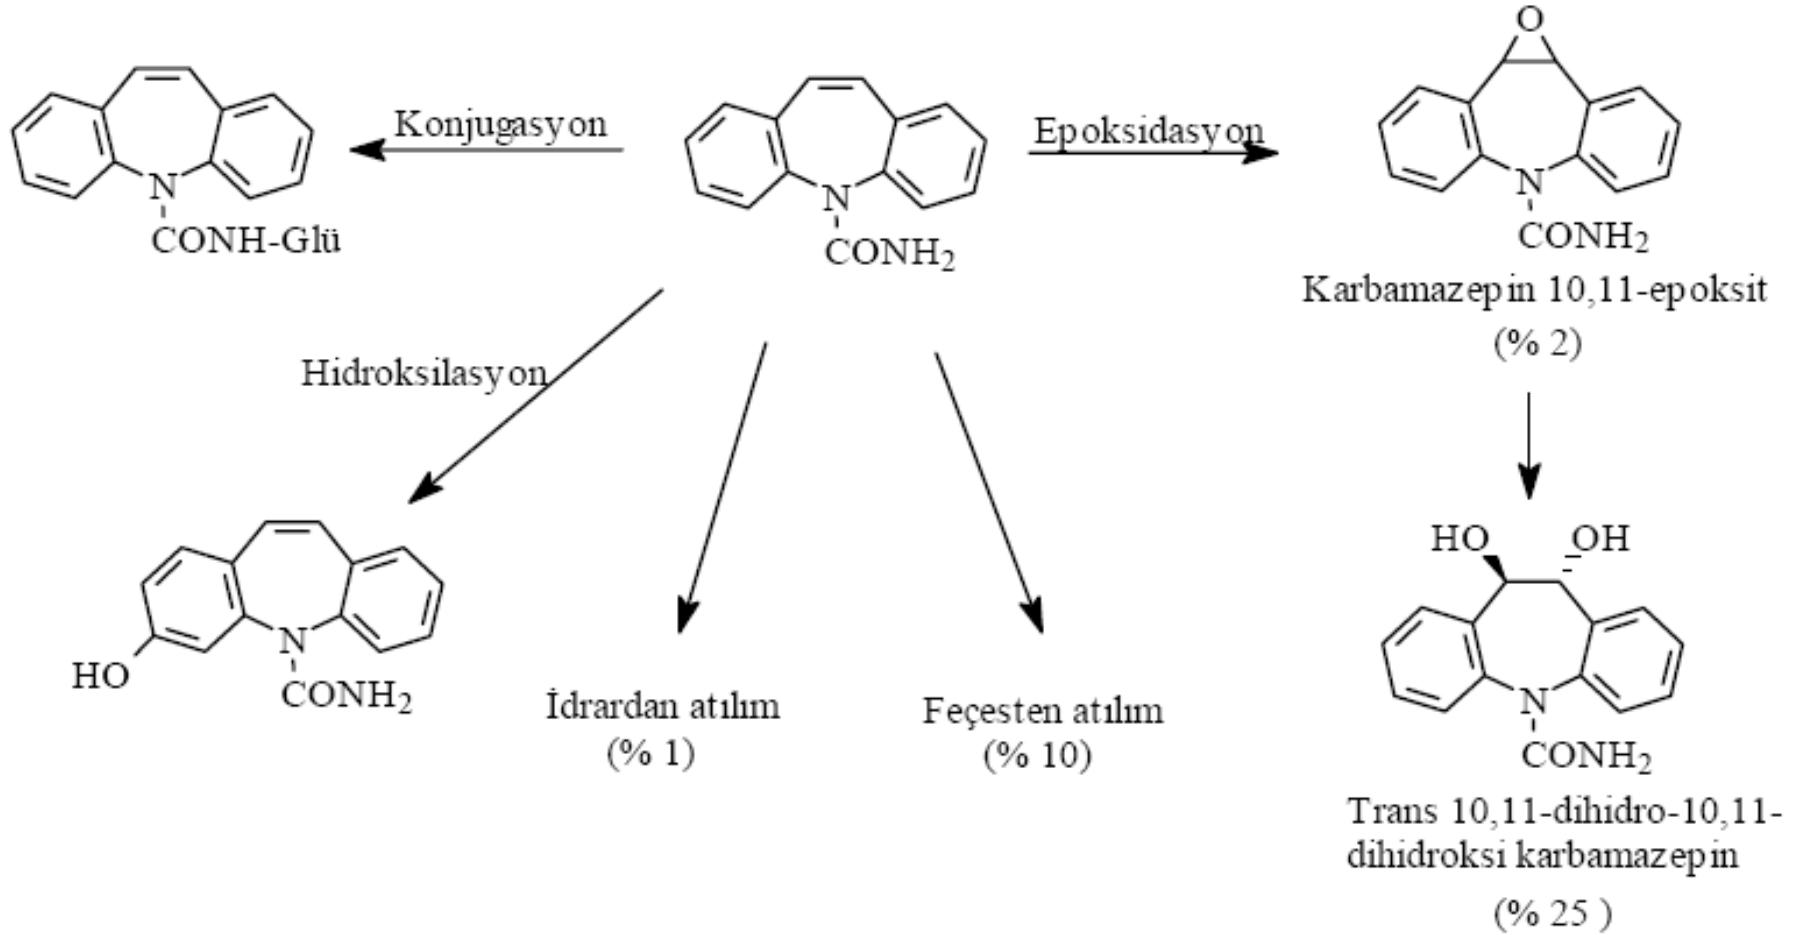 O
Konjugasyon
Epoksidasyon
N
CONH-Glü
N
CONH2
N
CONH2
Karbamazepin 10,11-epoksit
(% 2)
Hidroksilasyon
HO
OH
N
HO
CONH2
İdrardan atılım
(% 1)
Feçesten atılım
(% 10)
N
CONH2
Trans 10,11-dihidro-10,11-
dihidroksi karbamazepin
(% 25 )